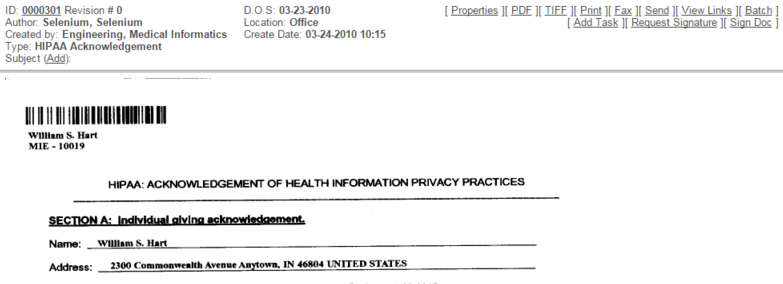 ID: 0000301 Revision # 0
Author: Selenium, Selenium
Created by: Engineering, Medical Informatics
Type: HIPAA Acknowledgement
Subject (Add):
D.O.S: 03-23-2010
Location: Office
Create Date: 03-24-2010 10:15
[ Properties ][ PDF ][ TIFF ][ Print ][ Fax ][ Send ][ View Links ][ Batch ]
[ Add Task ][ Request Signature ][ Sign Doc ]
William S. Hart
MIE - 10019
HIPAA: ACKNOWLEDGEMENT OF HEALTH INFORMATION PRIVACY PRACTICES
SECTION A: Individual giving acknowledgement.
Name: William S. Hart
Address: 2300 Commonwealth Avenue Anytown, IN 46804 UNITED STATES